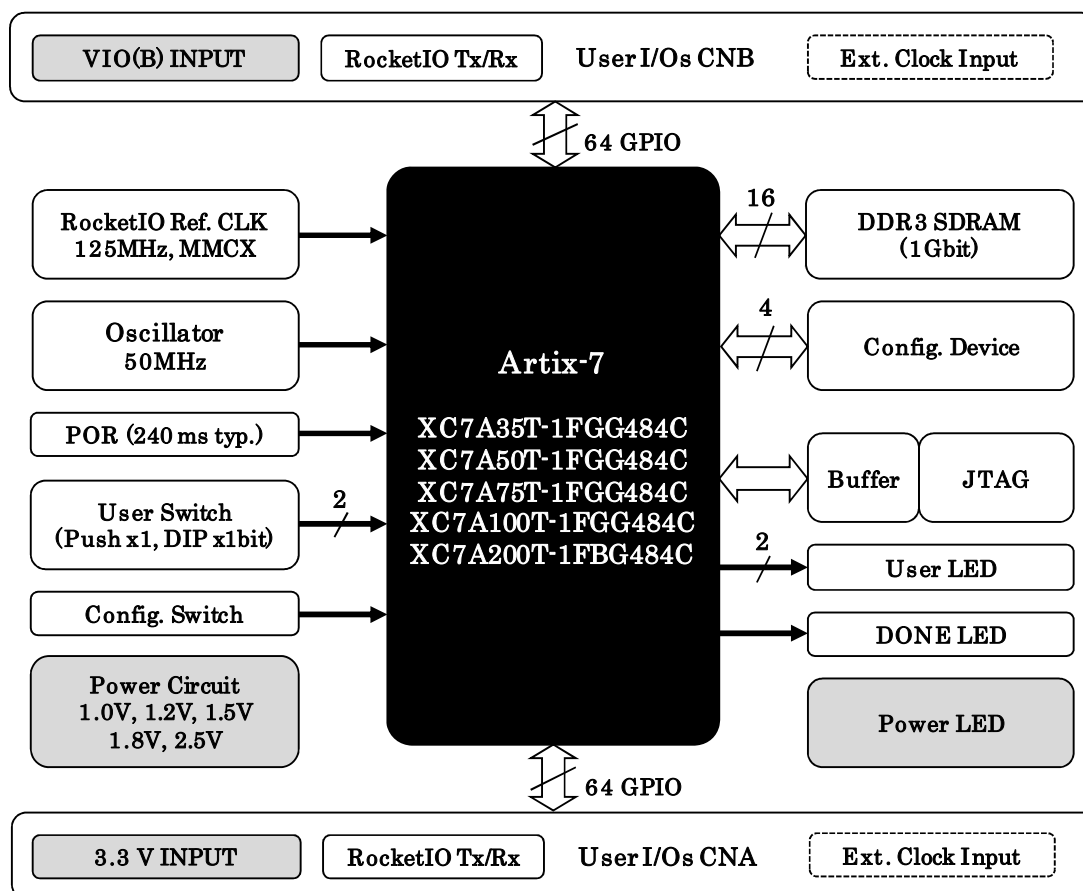 VIO(B) INPUT
RocketIO Tx/Rx
User I/Os CNB
Ext. Clock Input
64 GPIO
RocketIO Ref. CLK
125MHz, MMCX
Oscillator
50MHz
POR (240 ms typ.)
User Switch
(Push x1, DIP x1bit)
2
Config. Switch
Power Circuit
1.0V, 1.2V, 1.5V
1.8V, 2.5V
Artix-7
XC7A35T-1FGG484C
XC7A50T-1FGG484C
XC7A75T-1FGG484C
XC7A100T-1FGG484C
XC7A200T-1FBG484C
16
DDR3 SDRAM
(1Gbit)
4
Config. Device
Buffer
JTAG
2
User LED
DONE LED
Power LED
64 GPIO
3.3 V INPUT
RocketIO Tx/Rx
User I/Os CNA
Ext. Clock Input